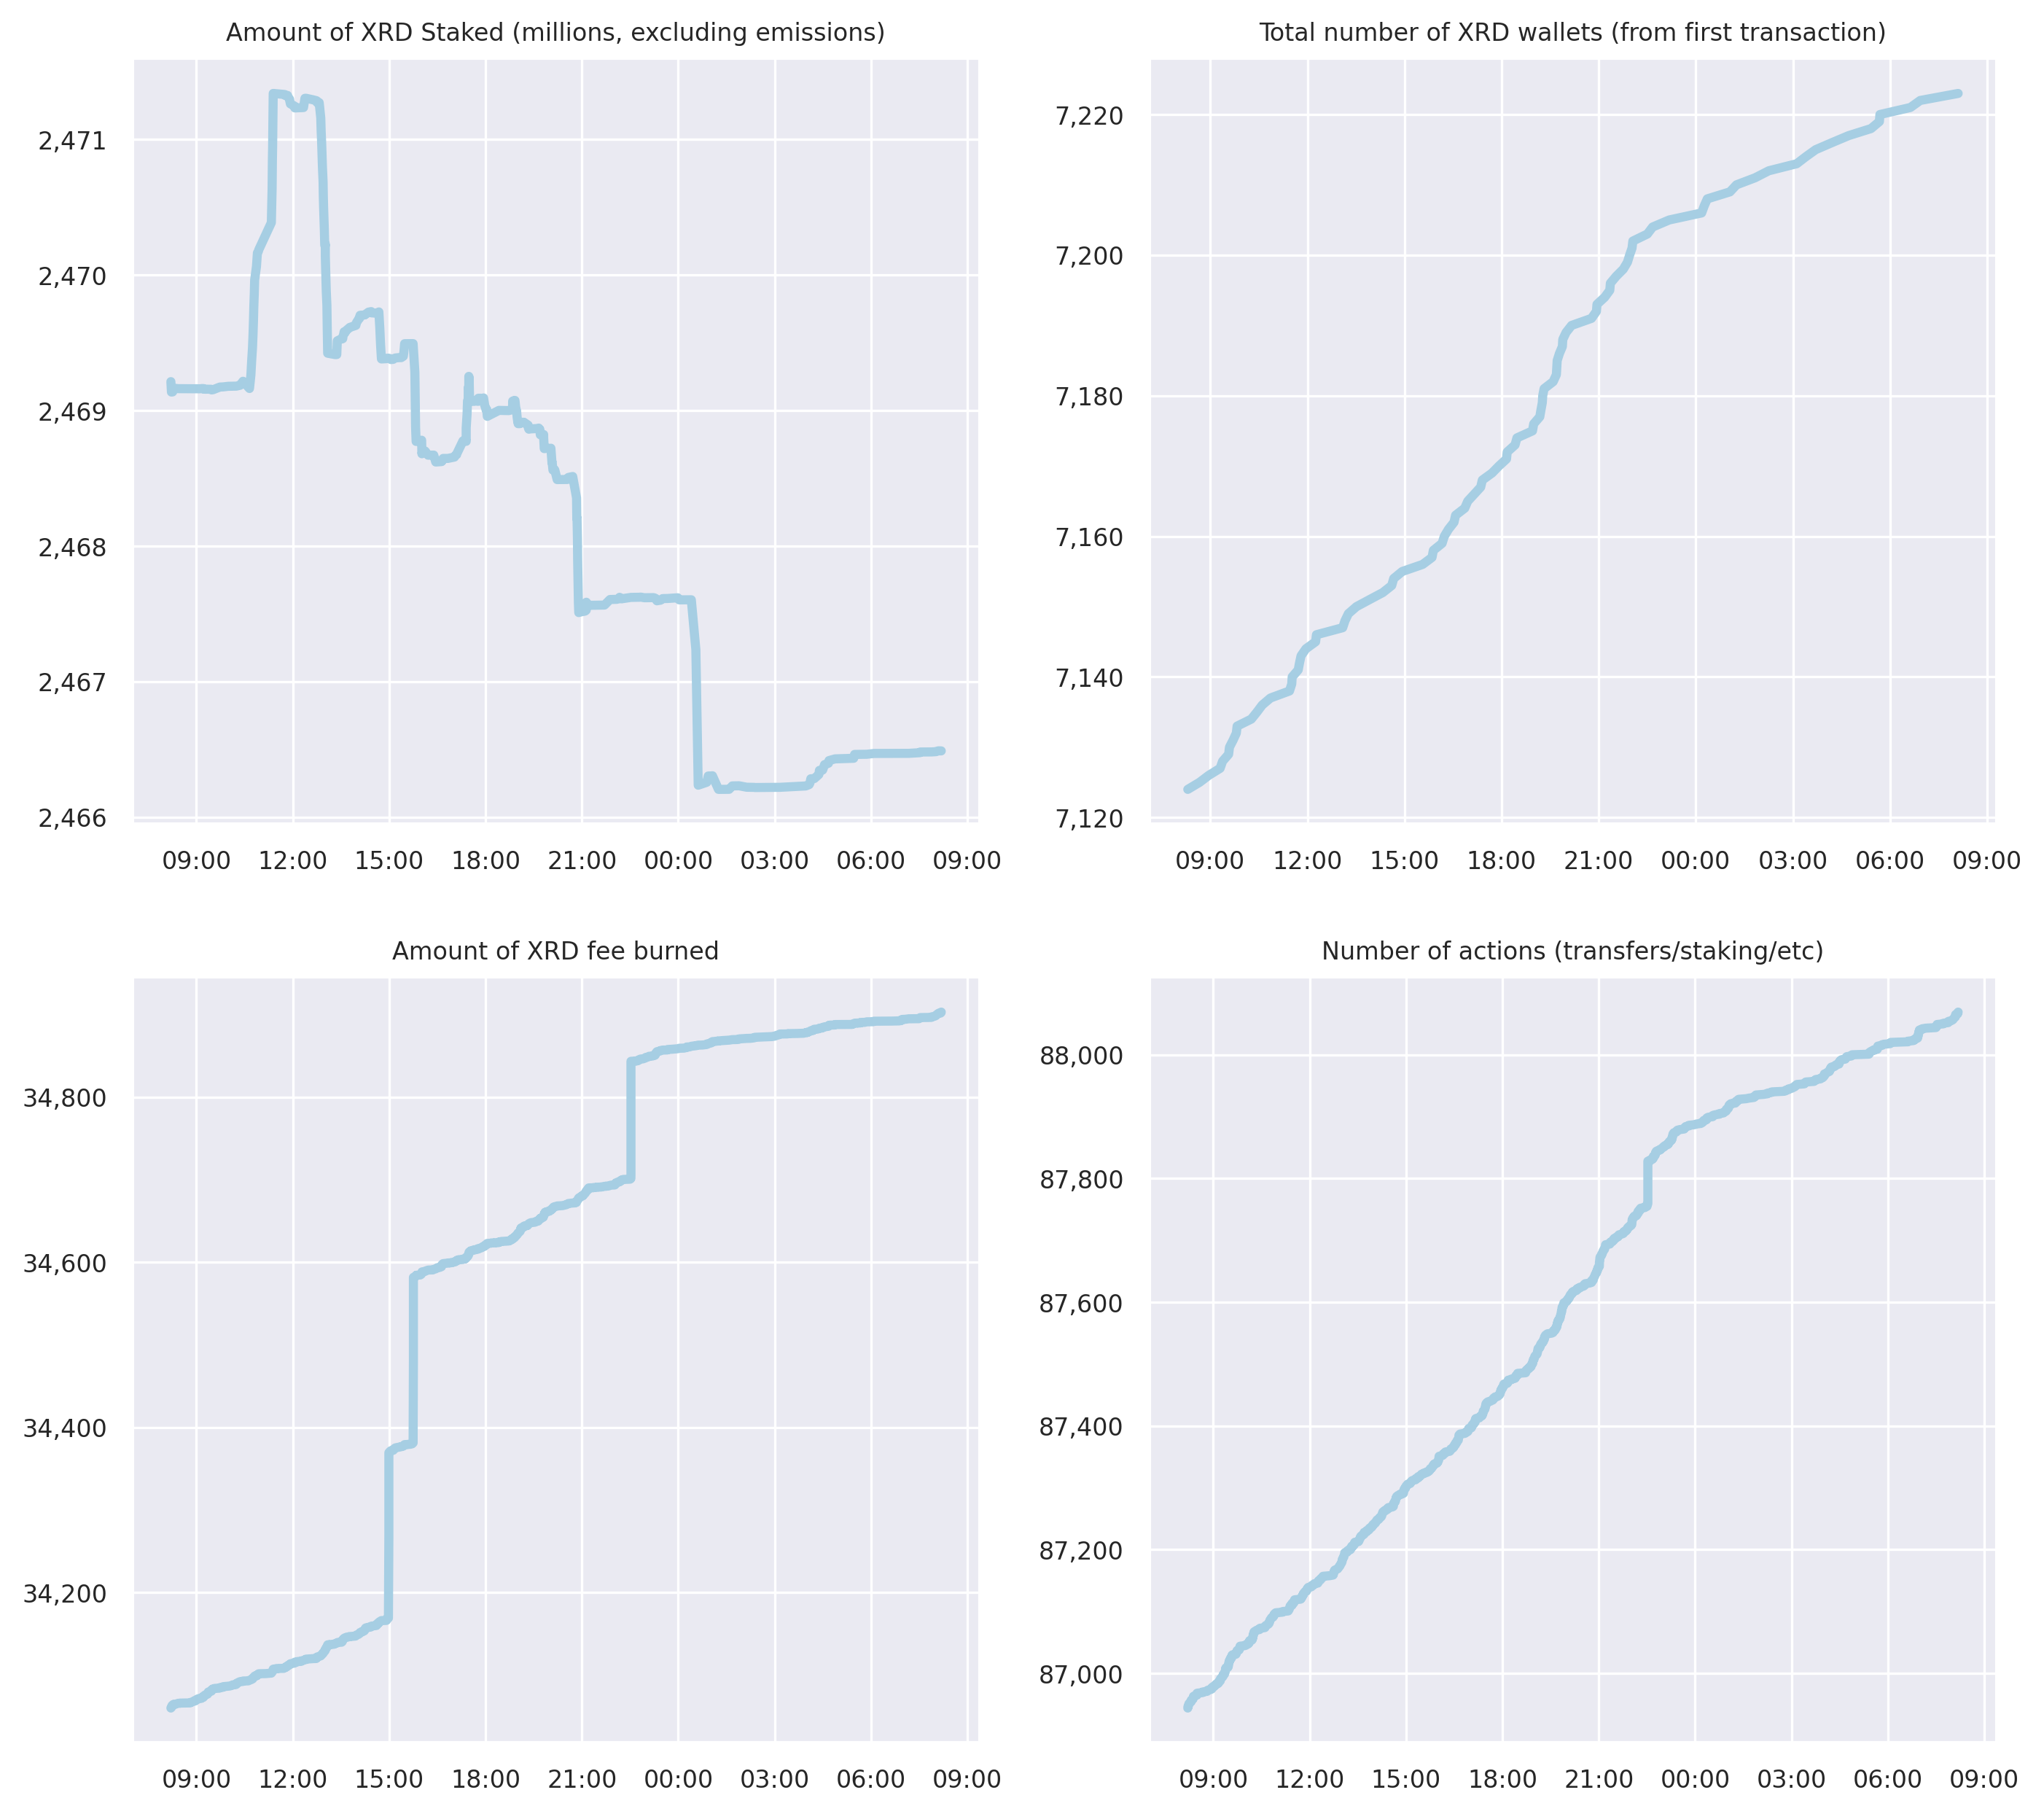 Amount of XRD Staked (millions, excluding emissions)
2,471
2,470
2,469
2,468
2,467
2,466
09:00 12:00 15:00 18:00 21:00 00:00 03:00 06:00 09:00
Total number of XRD wallets (from first transaction)
7,220
7,200
7,180
7,160
7,140
7,120
09:00 12:00 15:00 18:00 21:00 00:00 03:00 06:00 09:00
Amount of XRD fee burned
34,800
34,600
34,400
34,200
09:00 12:00 15:00 18:00 21:00 00:00 03:00 06:00 09:00
Number of actions (transfers/staking/etc)
88,000
87,800
87,600
87,400
87,200
87,000
09:00 12:00 15:00 18:00 21:00 00:00 03:00 06:00 09:00